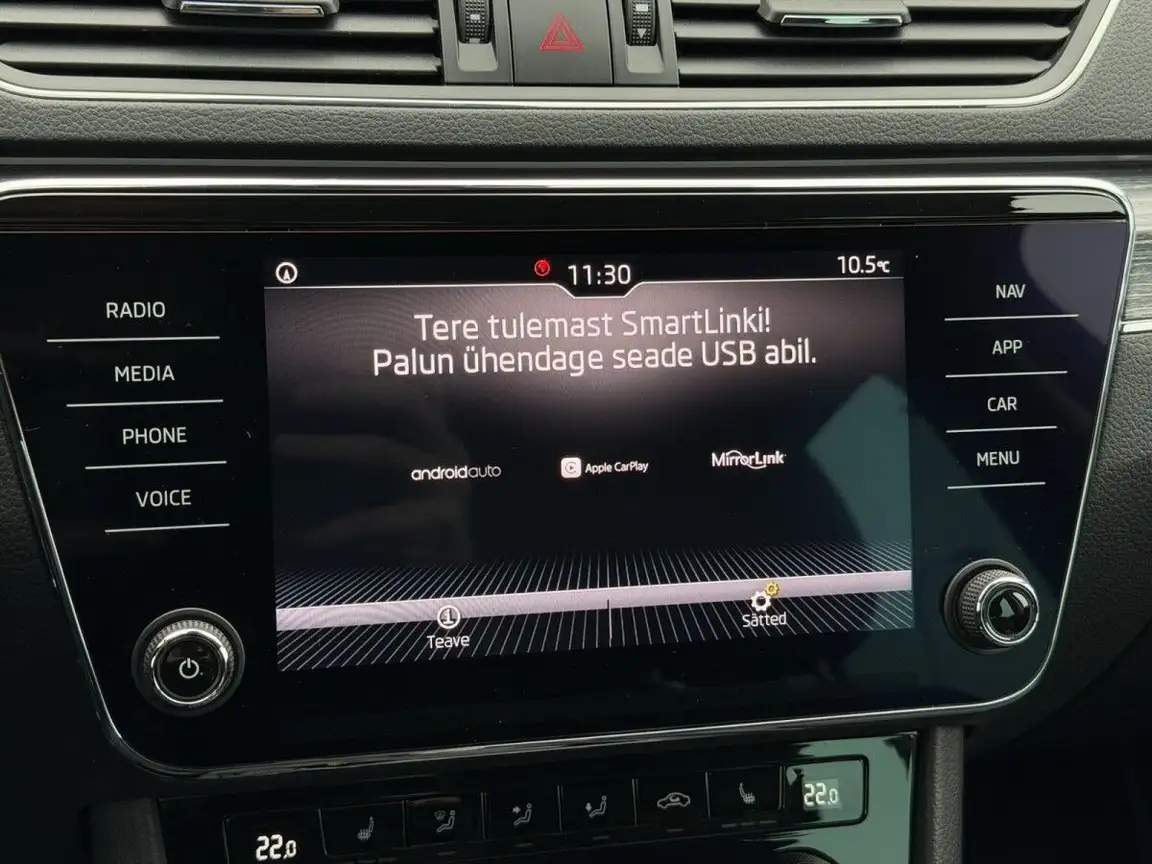 11:30
10.5°C
RADIO
MEDIA
PHONE
VOICE
Tere tulemast SmartLinki!
Palun ühendage seade USB abil.
androidauto
Apple CarPlay
MirrorLink
Teave
Sätted
NAV
APP
CAR
MENU
22.0
22.0